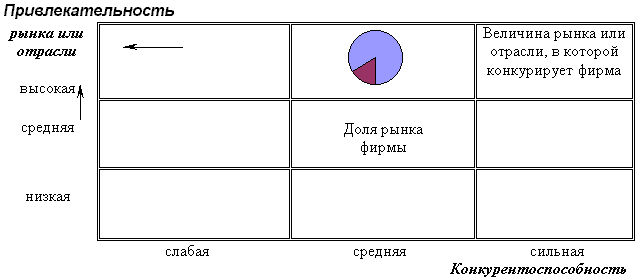 Привлекательность
рынка или
отрасли
Величина рынка или
отрасли, в которой
конкурирует фирма
высокая
средняя
Доля рынка
фирмы
низкая
слабая
средняя
сильная
Конкурентоспособность